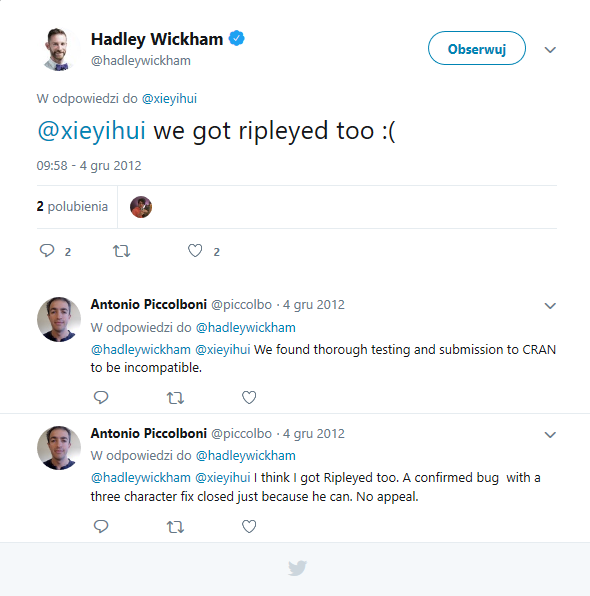 Hadley Wickham
@hadleywickham
Obserwuj
W odpowiedzi do @xieyihui
@xieyihui we got ripleyed too :(
09:58 - 4 gru 2012
2 polubienia
2
2
Antonio Piccolboni @piccolbo · 4 gru 2012
W odpowiedzi do @hadleywickham
@hadleywickham @xieyihui We found thorough testing and submission to CRAN
to be incompatible.
Antonio Piccolboni @piccolbo · 4 gru 2012
W odpowiedzi do @hadleywickham
@hadleywickham @xieyihui I think I got Ripleyed too. A confirmed bug  with a
three character fix closed just because he can. No appeal.